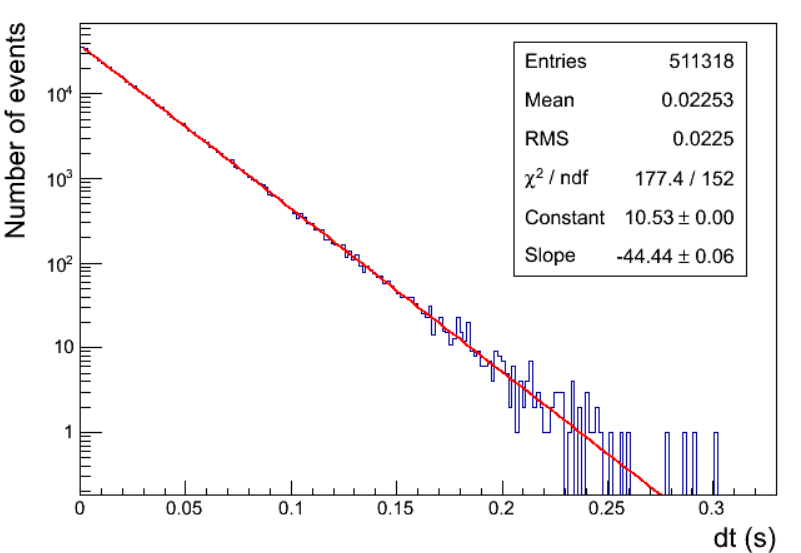 Number of events
10⁴
10³
10²
10
1
Entries 511318
Mean 0.02253
RMS 0.0225
χ² / ndf 177.4 / 152
Constant 10.53 ± 0.00
Slope -44.44 ± 0.06
0 0.05 0.1 0.15 0.2 0.25 0.3
dt (s)